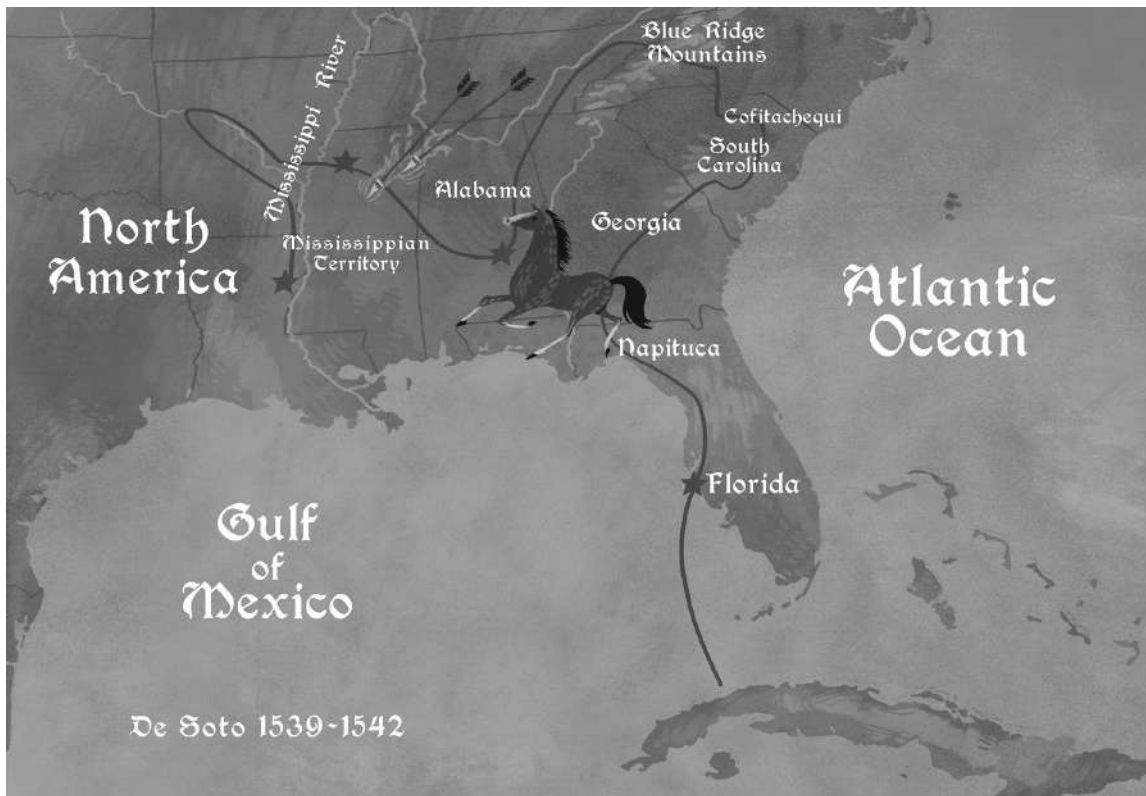 Blue Ridge
Mountains
Mississippi River
Cofitachequi
South
Carolina
Alabama
Georgia
North
America
Mississippian
Territory
Atlantic
Ocean
Napituca
Florida
Gulf
of
Mexico
De Soto 1539-1542